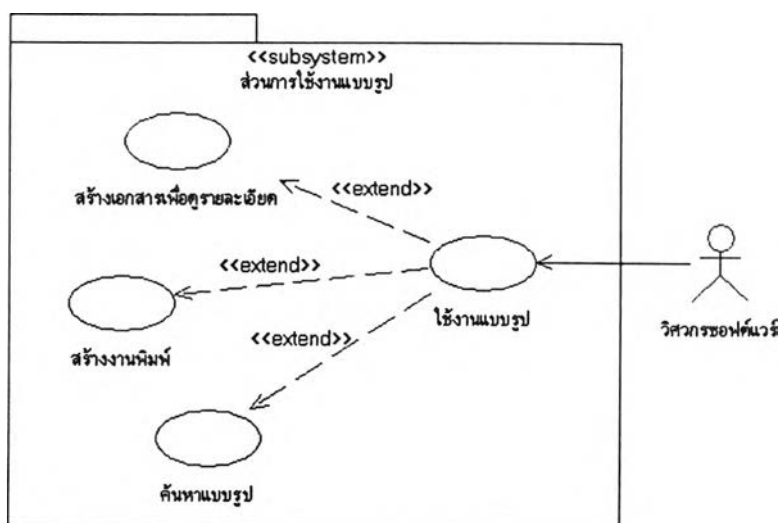 <<subsystem>>
ส่วนการใช้งานแบบรูป
สร้างเอกสารเพื่อดูรายละเอียด
<<extend>>
<<extend>>
สร้างงานพิมพ์
ใช้งานแบบรูป
วิศวกรซอฟต์แวร์
<<extend>>
ค้นหาแบบรูป